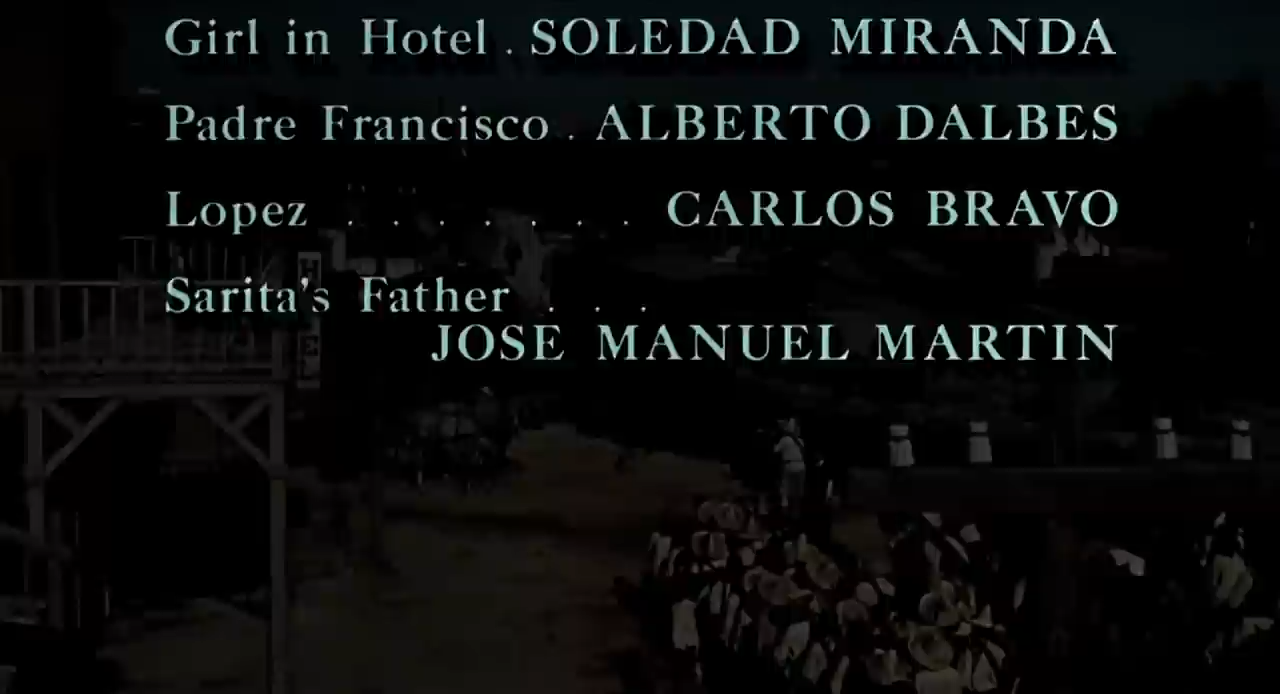 Girl in Hotel . SOLEDAD MIRANDA
Padre Francisco . ALBERTO DALBES
Lopez . . . . . . . CARLOS BRAVO
Sarita's Father . . .
JOSE MANUEL MARTIN